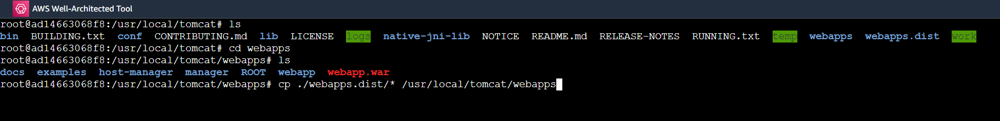 AWS Well-Architected Tool
root@ad14663068f8:/usr/local/tomcat# ls
bin  BUILDING.txt  conf  CONTRIBUTING.md  lib  LICENSE  logs  native-jni-lib  NOTICE  README.md  RELEASE-NOTES  RUNNING.txt  temp  webapps  webapps.dist  work
root@ad14663068f8:/usr/local/tomcat# cd webapps
root@ad14663068f8:/usr/local/tomcat/webapps# ls
docs  examples  host-manager  manager  ROOT  webapp  webapp.war
root@ad14663068f8:/usr/local/tomcat/webapps# cp ./webapps.dist/* /usr/local/tomcat/webapps